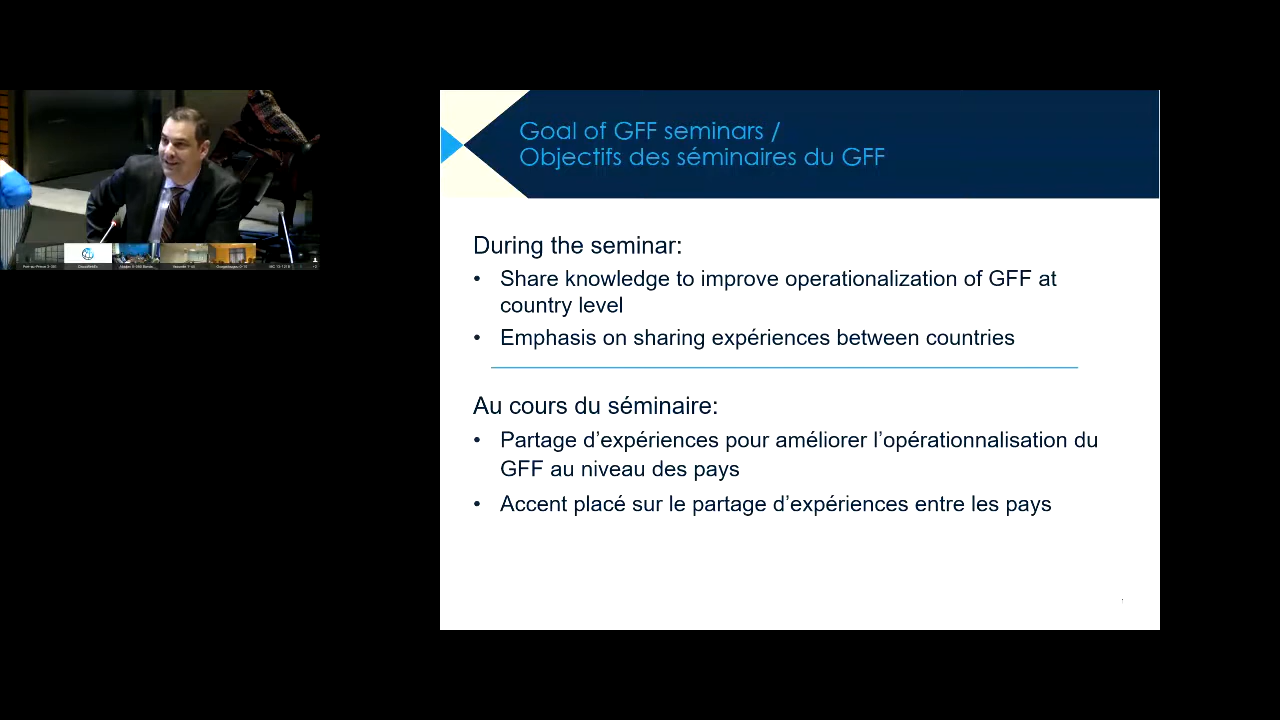 Goal of GFF seminars /
Objectifs des séminaires du GFF
During the seminar:
• Share knowledge to improve operationalization of GFF at
country level
• Emphasis on sharing expériences between countries
Au cours du séminaire:
• Partage d’expériences pour améliorer l’opérationnalisation du
GFF au niveau des pays
• Accent placé sur le partage d’expériences entre les pays